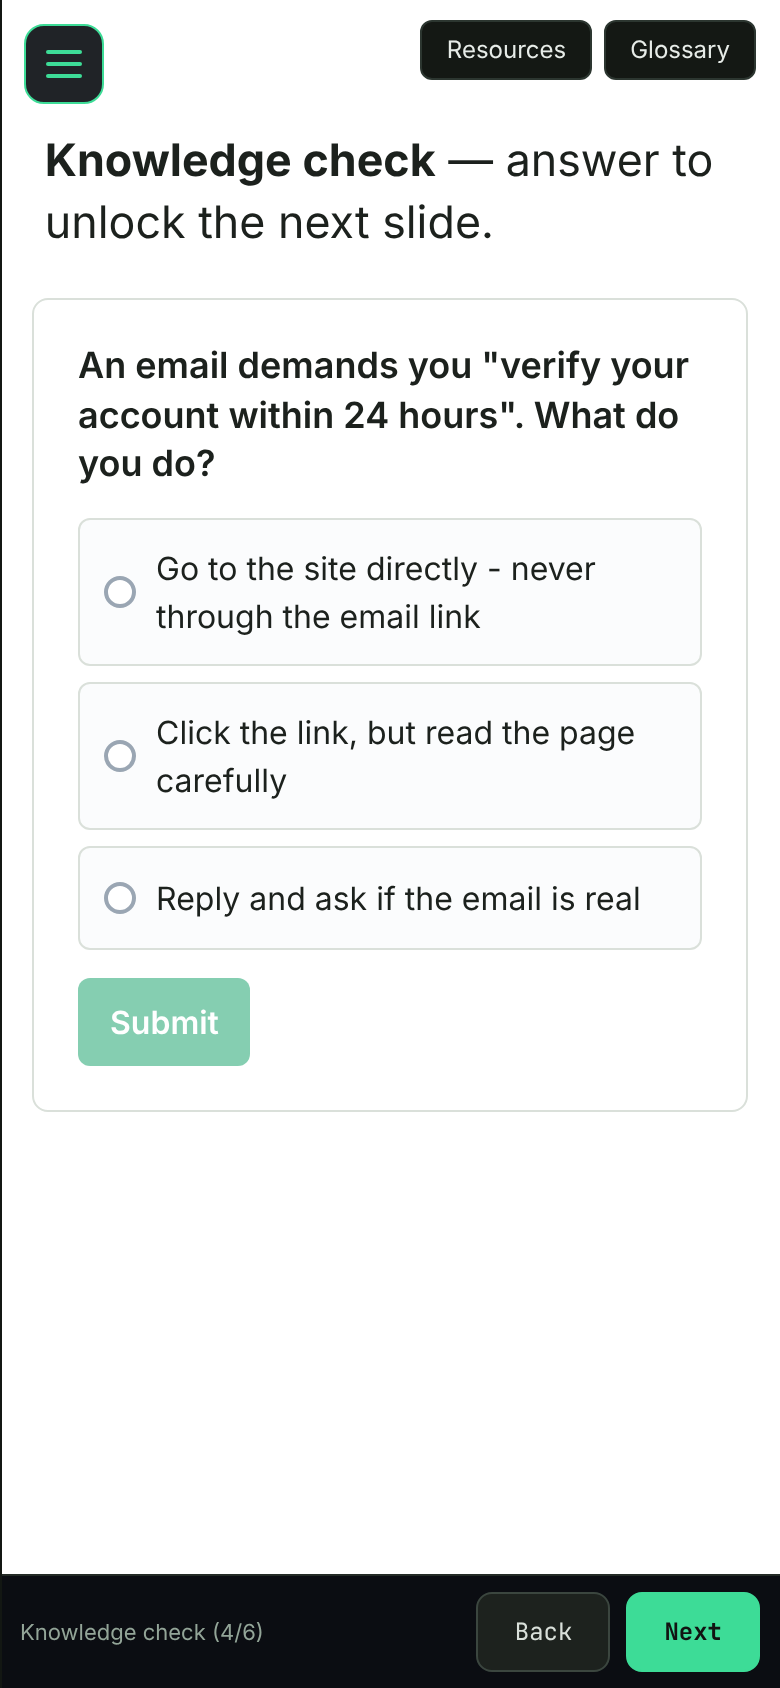 Resources Glossary
Knowledge check — answer to
unlock the next slide.
An email demands you "verify your
account within 24 hours". What do
you do?
Go to the site directly - never
through the email link
Click the link, but read the page
carefully
Reply and ask if the email is real
Submit
Knowledge check (4/6) Back Next